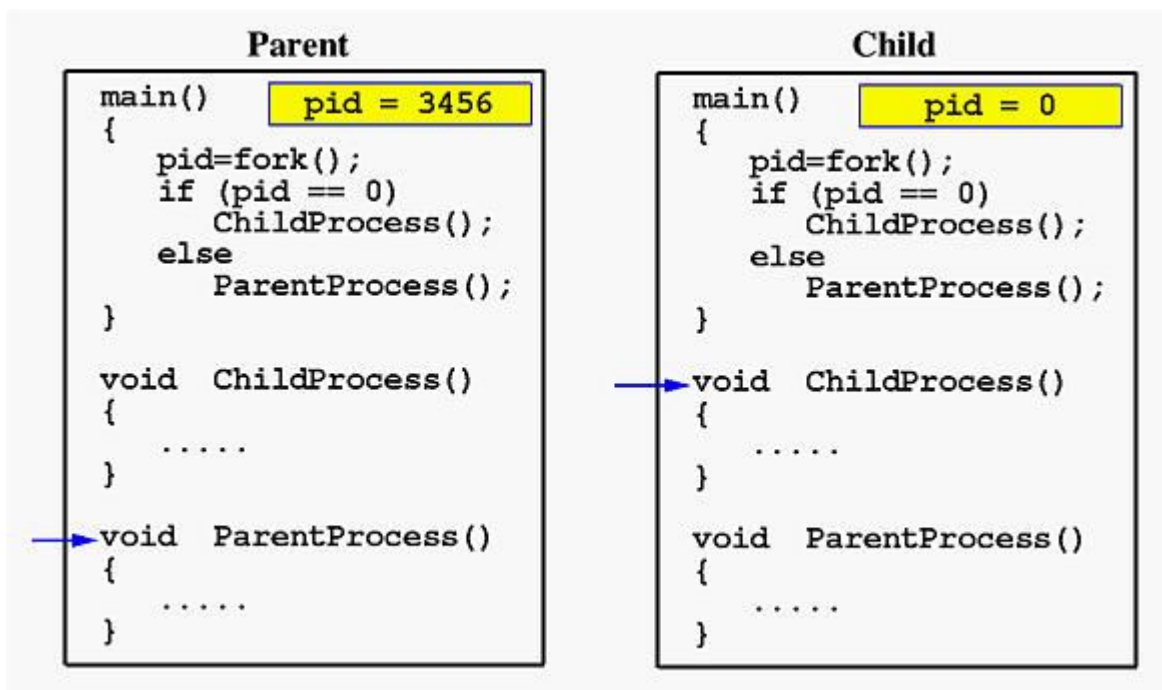 Parent
main()
pid = 3456
{
pid=fork();
if (pid == 0)
ChildProcess();
else
ParentProcess();
}
void ChildProcess()
{
.....
}
void ParentProcess()
{
.....
}
Child
main()
pid = 0
{
pid=fork();
if (pid == 0)
ChildProcess();
else
ParentProcess();
}
void ChildProcess()
{
.....
}
void ParentProcess()
{
.....
}